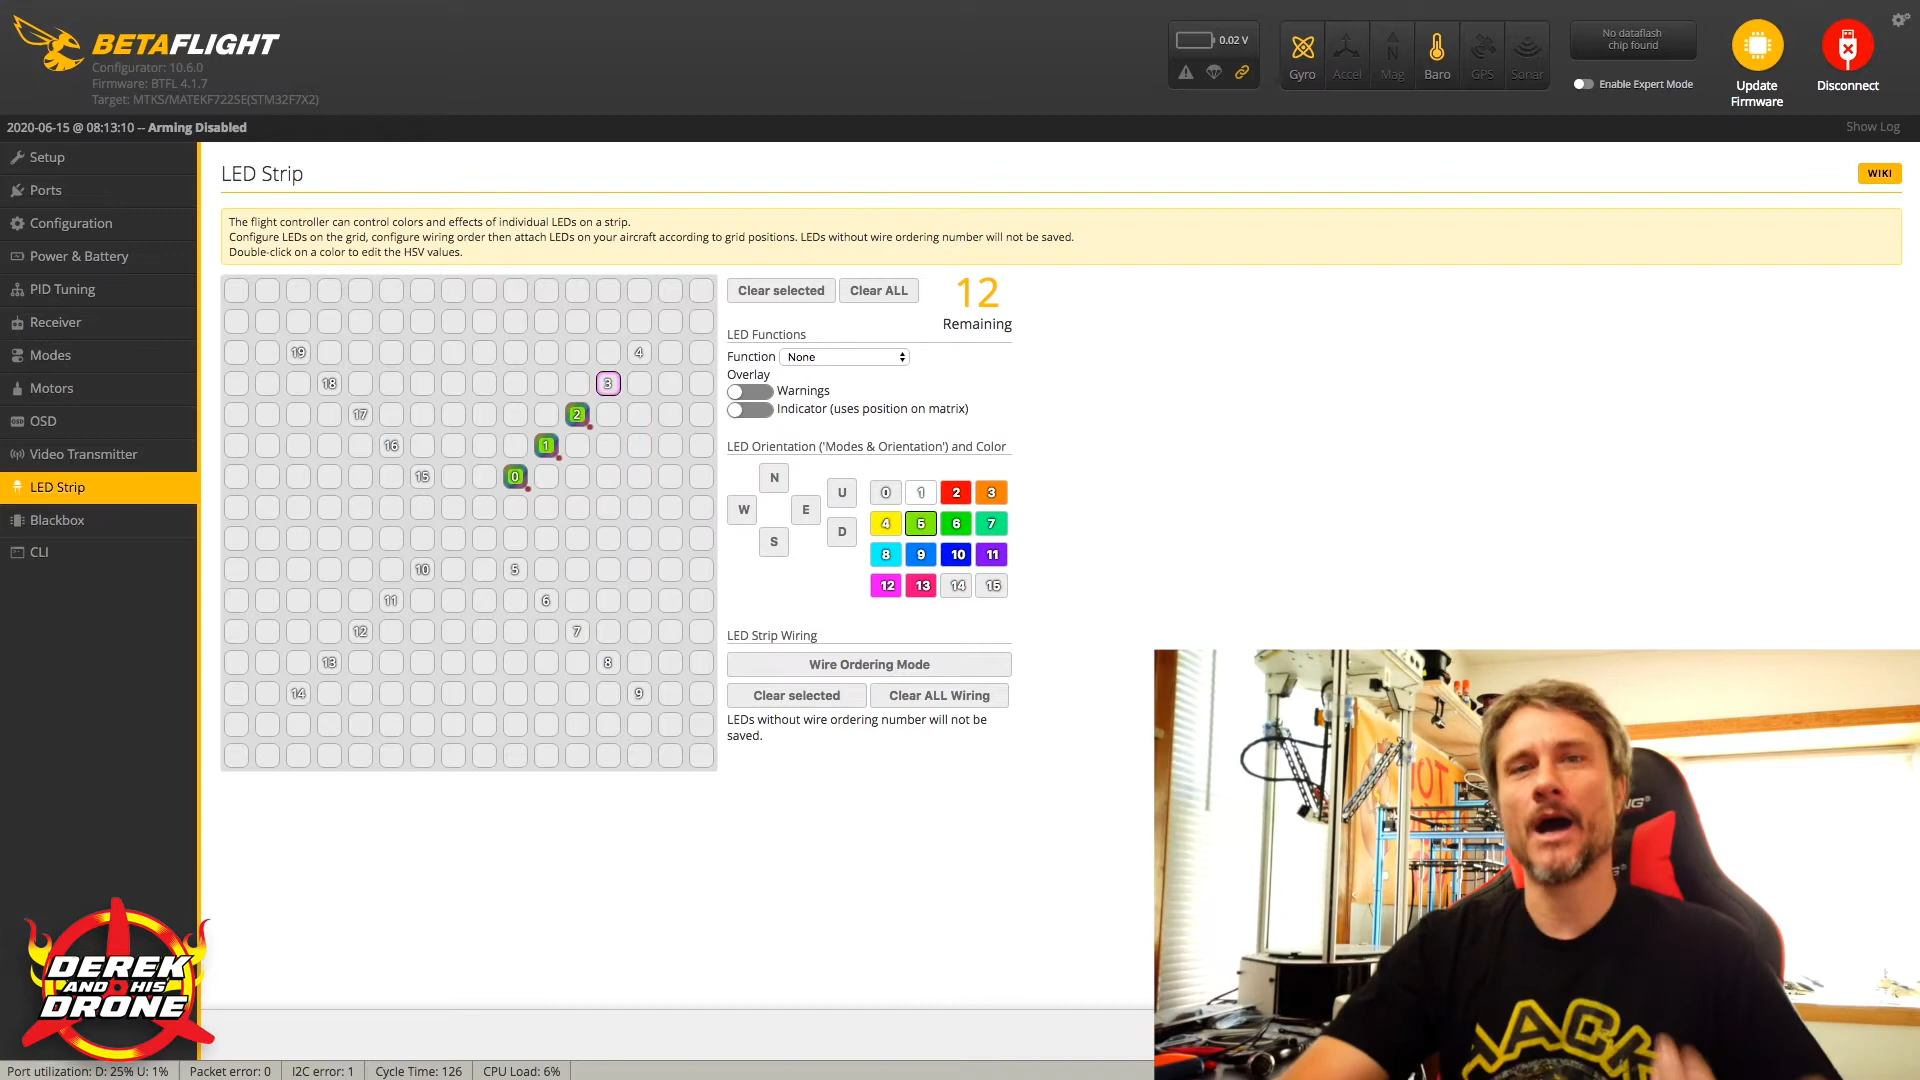 BETAFLIGHT
Configurator: 10.6.0
Firmware: BTFL 4.1.7
Target: MTKS/MATEKF722SE(STM32F7X2)
0.02 V
Gyro Accel Mag Baro GPS Sonar
No dataflash
chip found
Enable Expert Mode
Update
Firmware
Disconnect
2020-06-15 @ 08:13:10 -- Arming Disabled
Show Log
Setup
Ports
Configuration
Power & Battery
PID Tuning
Receiver
Modes
Motors
OSD
Video Transmitter
LED Strip
Blackbox
CLI
LED Strip
WIKI
The flight controller can control colors and effects of individual LEDs on a strip.
Configure LEDs on the grid, configure wiring order then attach LEDs on your aircraft according to grid positions. LEDs without wire ordering number will not be saved.
Double-click on a color to edit the HSV values.
19 4
18 3
17 2
16 1
15 0
10 5
11 6
12 7
13 8
14 9
Clear selected Clear ALL
12
Remaining
LED Functions
Function None
Overlay
Warnings
Indicator (uses position on matrix)
LED Orientation ('Modes & Orientation') and Color
N
W E
S
U
D
0 1 2 3
4 5 6 7
8 9 10 11
12 13 14 15
LED Strip Wiring
Wire Ordering Mode
Clear selected Clear ALL Wiring
LEDs without wire ordering number will not be
saved.
DEREK
AND HIS
DRONE
Port utilization: D: 25% U: 1% Packet error: 0 I2C error: 1 Cycle Time: 126 CPU Load: 6%